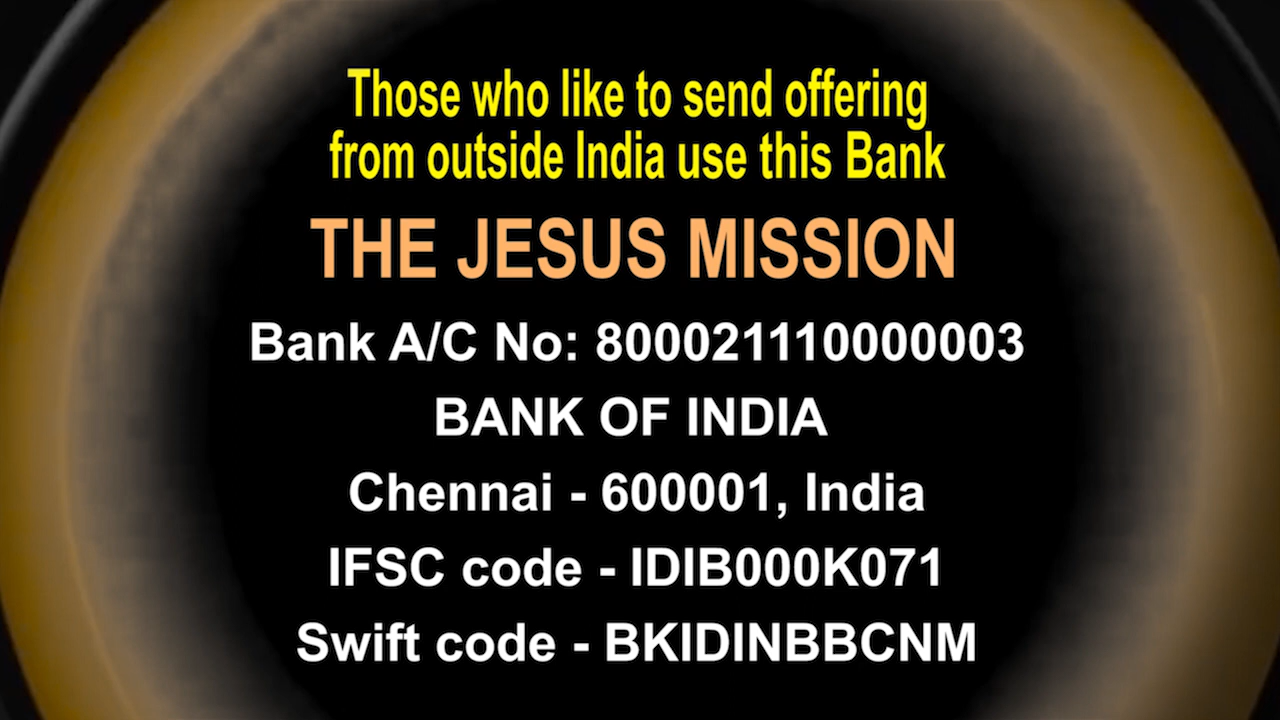 Those who like to send offering
from outside India use this Bank
THE JESUS MISSION
Bank A/C No: 800021110000003
BANK OF INDIA
Chennai - 600001, India
IFSC code - IDIB000K071
Swift code - BKIDINBBCNM